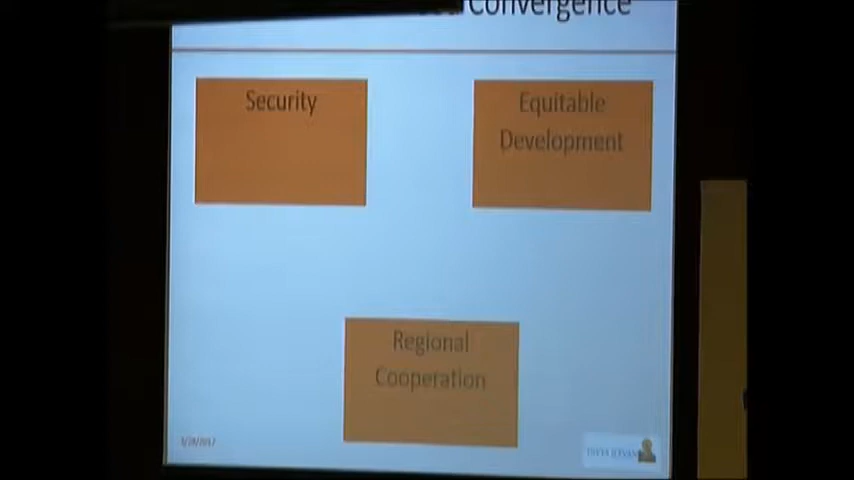 Convergence
Security
Equitable
Development
Regional
Cooperation